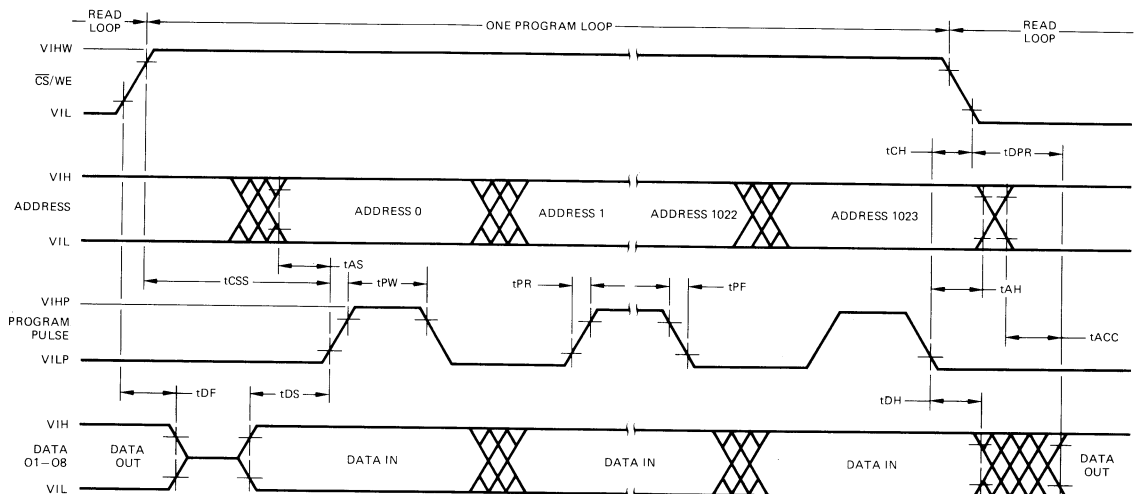 READ
LOOP
ONE PROGRAM LOOP
READ
LOOP
VIHW
C̅S̅/WE
VIL
tCH
tDPR
VIH
ADDRESS
ADDRESS 0
ADDRESS 1
ADDRESS 1022
ADDRESS 1023
VIL
tAS
tCSS
tPW
tPR
tPF
tAH
VIHP
PROGRAM
PULSE
tACC
VILP
tDF
tDS
tDH
VIH
DATA
O1–O8
DATA
OUT
DATA IN
DATA IN
DATA IN
DATA
OUT
VIL